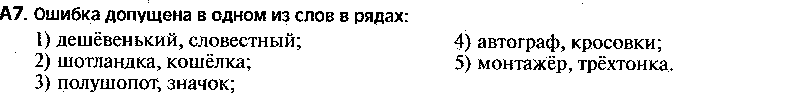 А7. Ошибка допущена в одном из слов в рядах:
1) дешёвенький, словестный;
2) шотландка, кошёлка;
3) полушопот, значок;
4) автограф, кросовки;
5) монтажёр, трёхтонка.